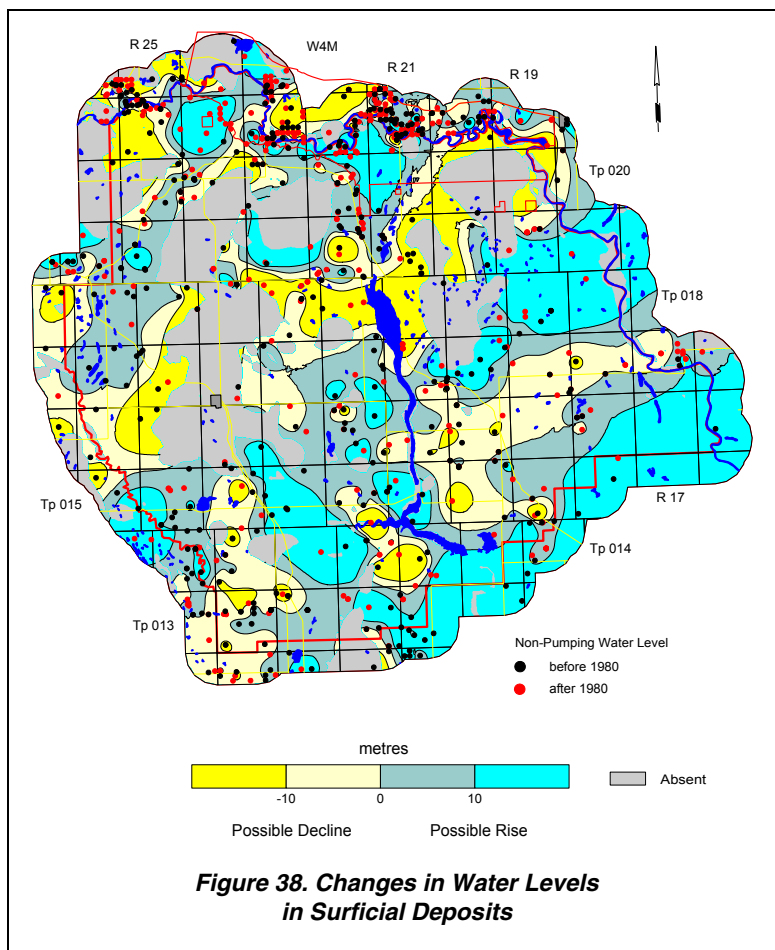 R 25
W4M
R 21
R 19
Tp 020
Tp 018
Tp 015
R 17
Tp 014
Tp 013
Non-Pumping Water Level
before 1980
after 1980
metres
-10 0 10
Absent
Possible Decline Possible Rise
Figure 38. Changes in Water Levels
in Surficial Deposits